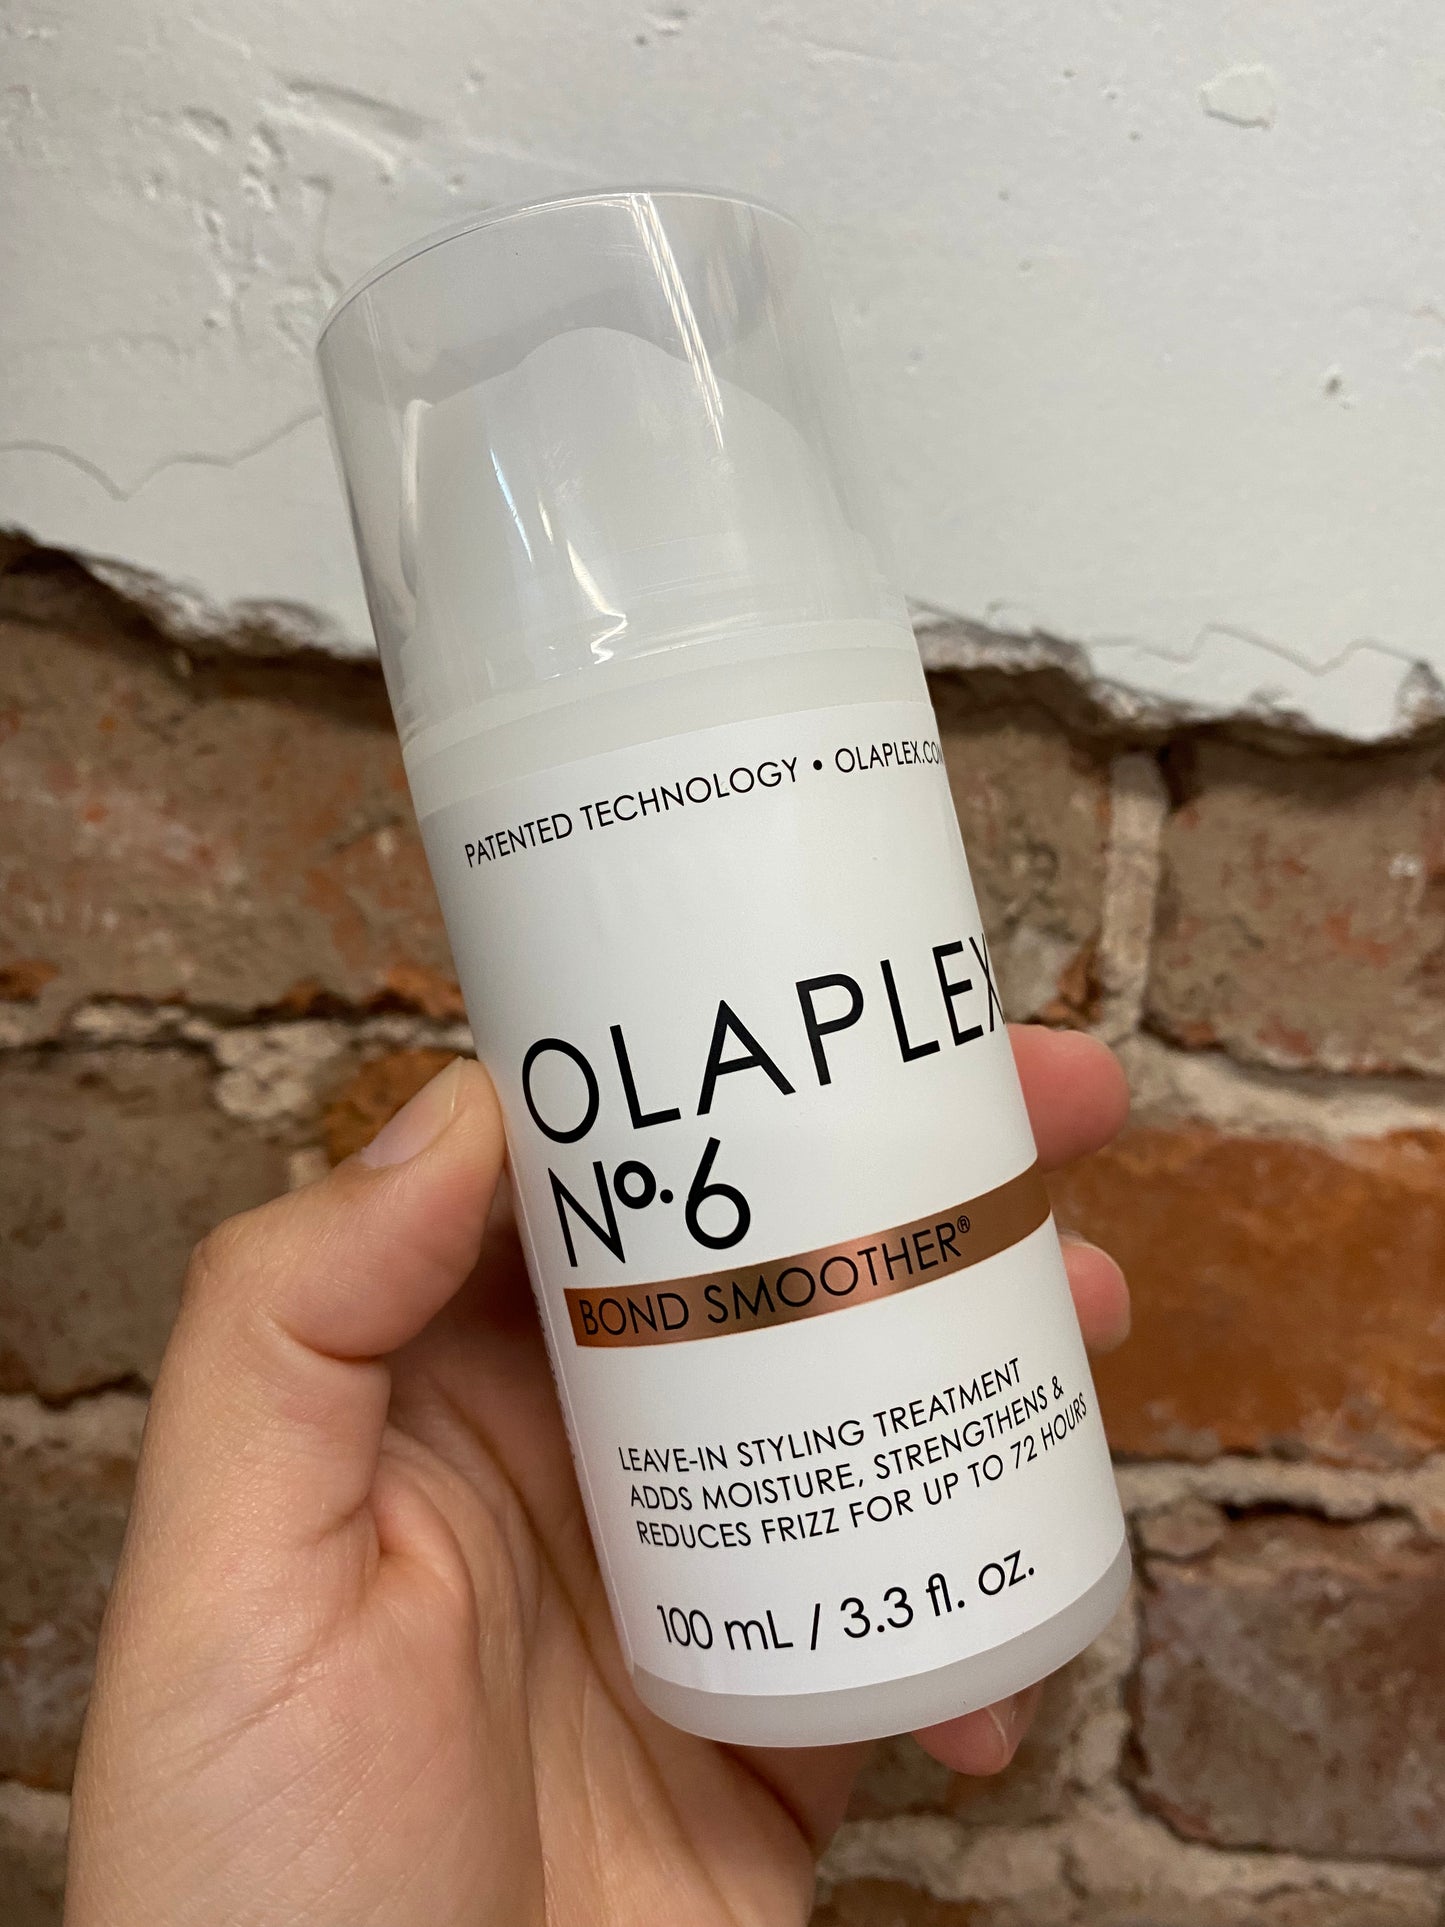 PATENTED TECHNOLOGY • OLAPLEX.COM
OLAPLEX
Nº.6
BOND SMOOTHER®
LEAVE-IN STYLING TREATMENT
ADDS MOISTURE, STRENGTHENS &
REDUCES FRIZZ FOR UP TO 72 HOURS
100 mL / 3.3 fl. oz.